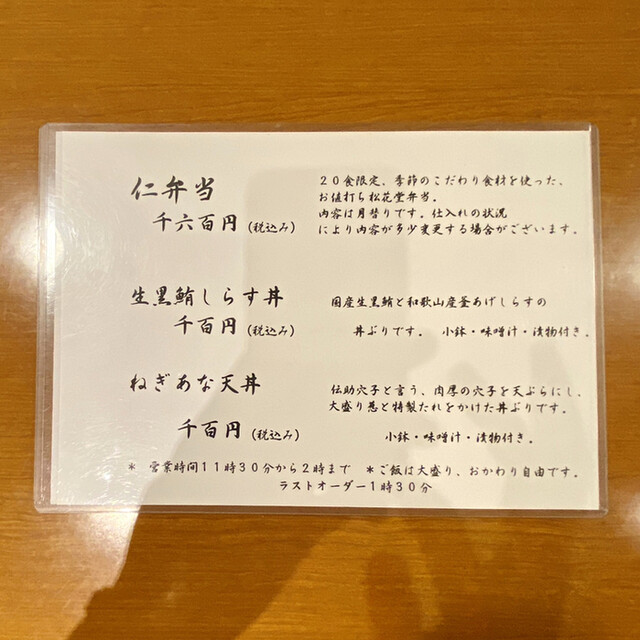 仁弁当
千六百円(税込み)
20食限定、季節のこだわり食材を使った、
お値打ち松花堂弁当。
内容は月替りです。仕入れの状況
により内容が多少変更する場合がございます。
生黒鮪しらす丼
千百円(税込み)
国産生黒鮪と和歌山産釜あげしらすの
丼ぶりです。 小鉢・味噌汁・漬物付き。
ねぎあな天丼
千百円(税込み)
伝助穴子と言う、肉厚の穴子を天ぷらにし、
大盛り葱と特製たれをかけた丼ぶりです。
小鉢・味噌汁・漬物付き。
* 営業時間11時30分から2時まで *ご飯は大盛り、おかわり自由です。
ラストオーダー1時30分